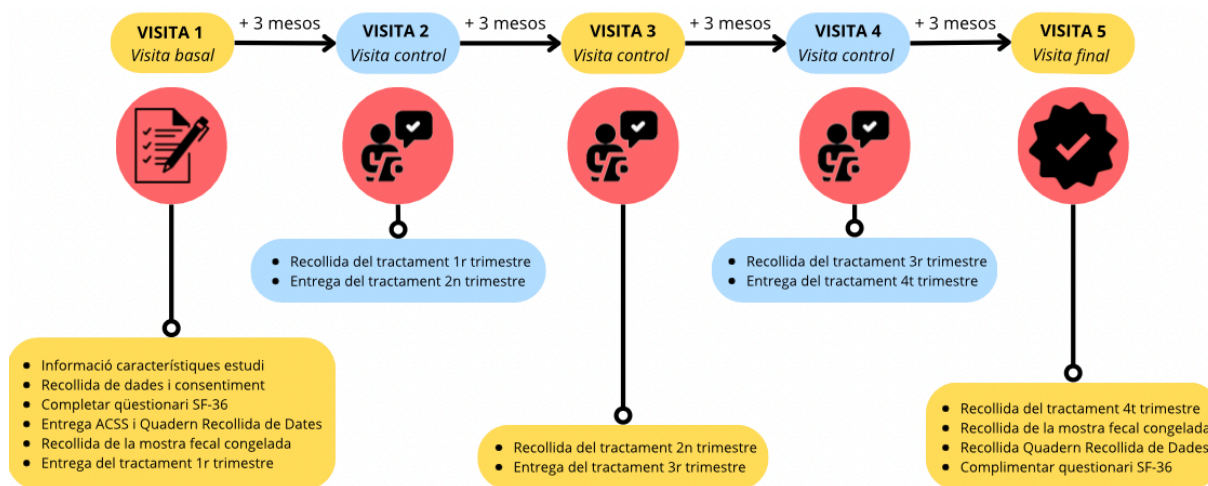 VISITA 1
Visita basal
+ 3 mesos
VISITA 2
Visita control
+ 3 mesos
VISITA 3
Visita control
+ 3 mesos
VISITA 4
Visita control
+ 3 mesos
VISITA 5
Visita final
• Informació característiques estudi
• Recollida de dades i consentiment
• Completar qüestionari SF-36
• Entrega ACSS i Quadern Recollida de Dates
• Recollida de la mostra fecal congelada
• Entrega del tractament 1r trimestre
• Recollida del tractament 1r trimestre
• Entrega del tractament 2n trimestre
• Recollida del tractament 2n trimestre
• Entrega del tractament 3r trimestre
• Recollida del tractament 3r trimestre
• Entrega del tractament 4t trimestre
• Recollida del tractament 4t trimestre
• Recollida de la mostra fecal congelada
• Recollida Quadern Recollida de Dades
• Complimentar questionari SF-36